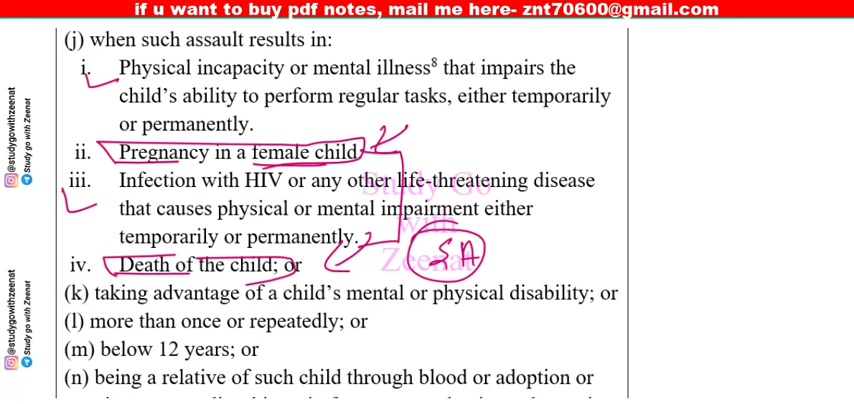 if u want to buy pdf notes, mail me here- znt70600@gmail.com
(j) when such assault results in:
i. Physical incapacity or mental illness⁸ that impairs the
child's ability to perform regular tasks, either temporarily
or permanently.
ii. Pregnancy in a female child
iii. Infection with HIV or any other life-threatening disease
that causes physical or mental impairment either
temporarily or permanently.
iv. Death of the child; or
(k) taking advantage of a child's mental or physical disability; or
(l) more than once or repeatedly; or
(m) below 12 years; or
(n) being a relative of such child through blood or adoption or
Study Go
with
Zeenat
SA
@studygowithzeenat
Study go with Zeenat
@studygowithzeenat
Study go with Zeenat